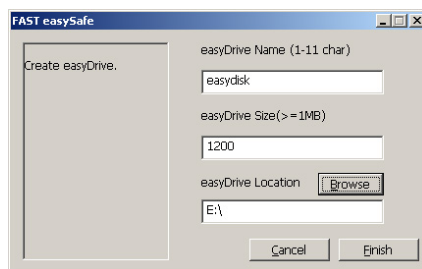 FAST easySafe
Create easyDrive.
easyDrive Name (1-11 char)
easydisk
easyDrive Size(>=1MB)
1200
easyDrive Location
Browse
E:\
Cancel
Finish